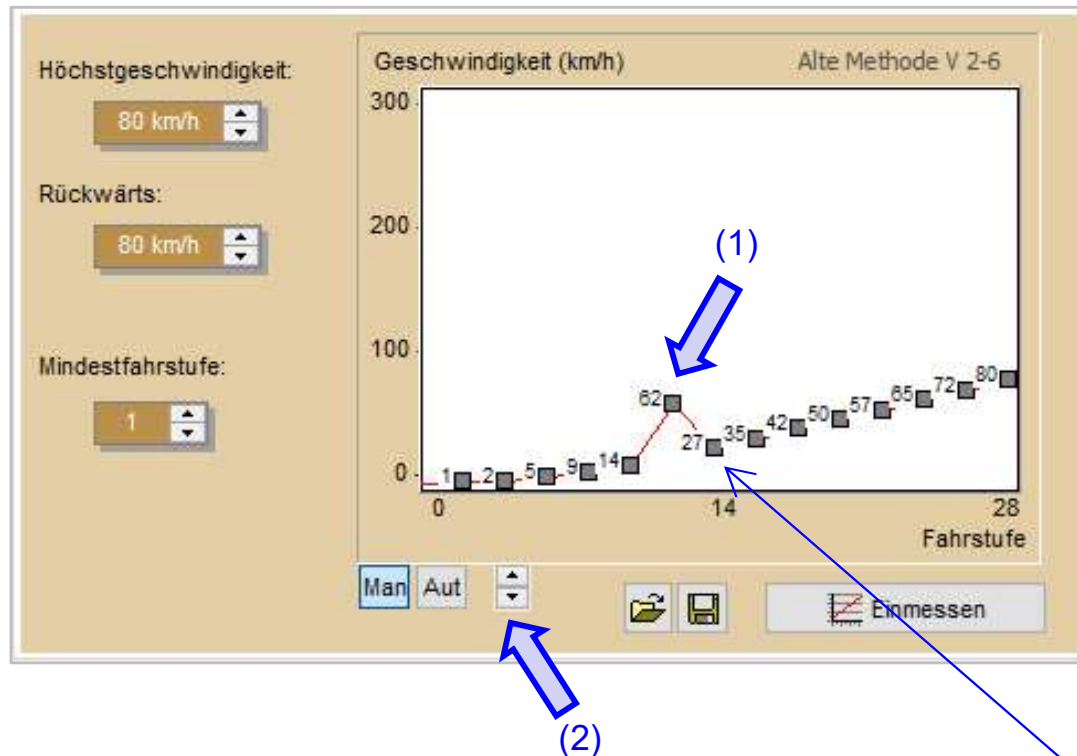 Höchstgeschwindigkeit:
80 km/h
Rückwärts:
80 km/h
Mindestfahrstufe:
1
Geschwindigkeit (km/h)
Alte Methode V 2-6
300
200
100
0
(1)
1
2
5
9
14
62
27
35
42
50
57
65
72
80
0
14
28
Fahrstufe
Man
Aut
Einmessen
(2)